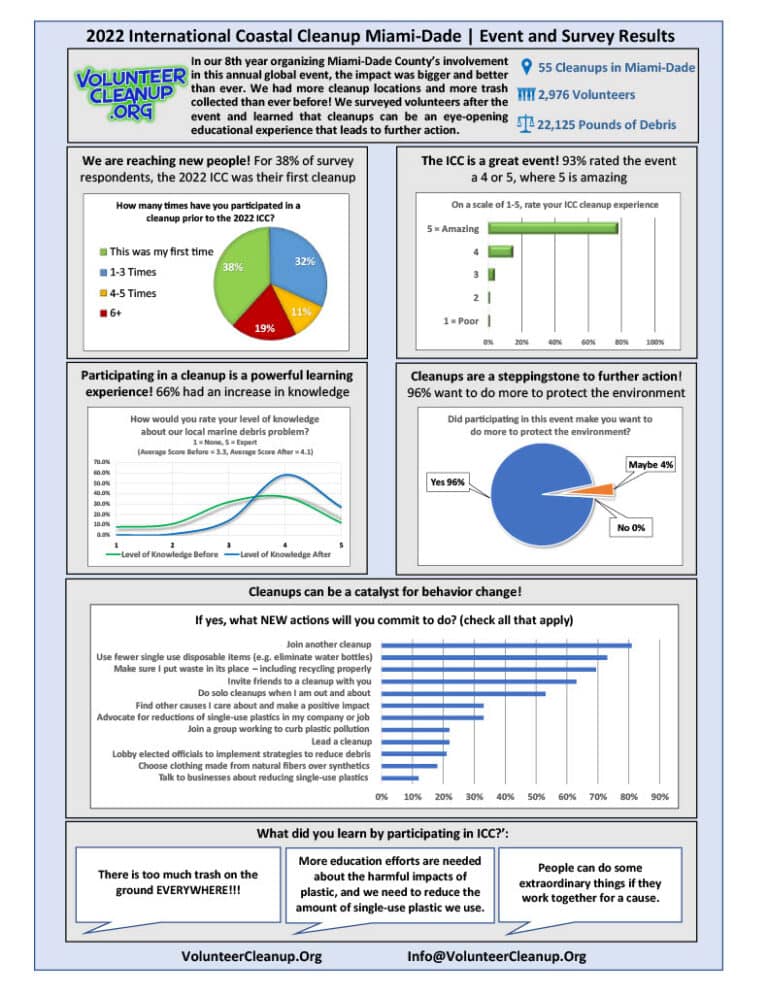 2022 International Coastal Cleanup Miami-Dade | Event and Survey Results
VOLUNTEER
CLEANUP
.ORG
In our 8th year organizing Miami-Dade County's involvement
in this annual global event, the impact was bigger and better
than ever. We had more cleanup locations and more trash
collected than ever before! We surveyed volunteers after the
event and learned that cleanups can be an eye-opening
educational experience that leads to further action.
55 Cleanups in Miami-Dade
2,976 Volunteers
22,125 Pounds of Debris
We are reaching new people! For 38% of survey
respondents, the 2022 ICC was their first cleanup
How many times have you participated in a
cleanup prior to the 2022 ICC?
This was my first time
1-3 Times
4-5 Times
6+
38%
32%
11%
19%
The ICC is a great event! 93% rated the event
a 4 or 5, where 5 is amazing
On a scale of 1-5, rate your ICC cleanup experience
5 = Amazing
4
3
2
1 = Poor
0% 20% 40% 60% 80% 100%
Participating in a cleanup is a powerful learning
experience! 66% had an increase in knowledge
How would you rate your level of knowledge
about our local marine debris problem?
1 = None, 5 = Expert
(Average Score Before = 3.3, Average Score After = 4.1)
70.0%
60.0%
50.0%
40.0%
30.0%
20.0%
10.0%
0.0%
1 2 3 4 5
Level of Knowledge Before Level of Knowledge After
Cleanups are a steppingstone to further action!
96% want to do more to protect the environment
Did participating in this event make you want to
do more to protect the environment?
Yes 96%
Maybe 4%
No 0%
Cleanups can be a catalyst for behavior change!
If yes, what NEW actions will you commit to do? (check all that apply)
Join another cleanup
Use fewer single use disposable items (e.g. eliminate water bottles)
Make sure I put waste in its place – including recycling properly
Invite friends to a cleanup with you
Do solo cleanups when I am out and about
Find other causes I care about and make a positive impact
Advocate for reductions of single-use plastics in my company or job
Join a group working to curb plastic pollution
Lead a cleanup
Lobby elected officials to implement strategies to reduce debris
Choose clothing made from natural fibers over synthetics
Talk to businesses about reducing single-use plastics
0% 10% 20% 30% 40% 50% 60% 70% 80% 90%
What did you learn by participating in ICC?':
There is too much trash on the
ground EVERYWHERE!!!
More education efforts are needed
about the harmful impacts of
plastic, and we need to reduce the
amount of single-use plastic we use.
People can do some
extraordinary things if they
work together for a cause.
VolunteerCleanup.Org
Info@VolunteerCleanup.Org